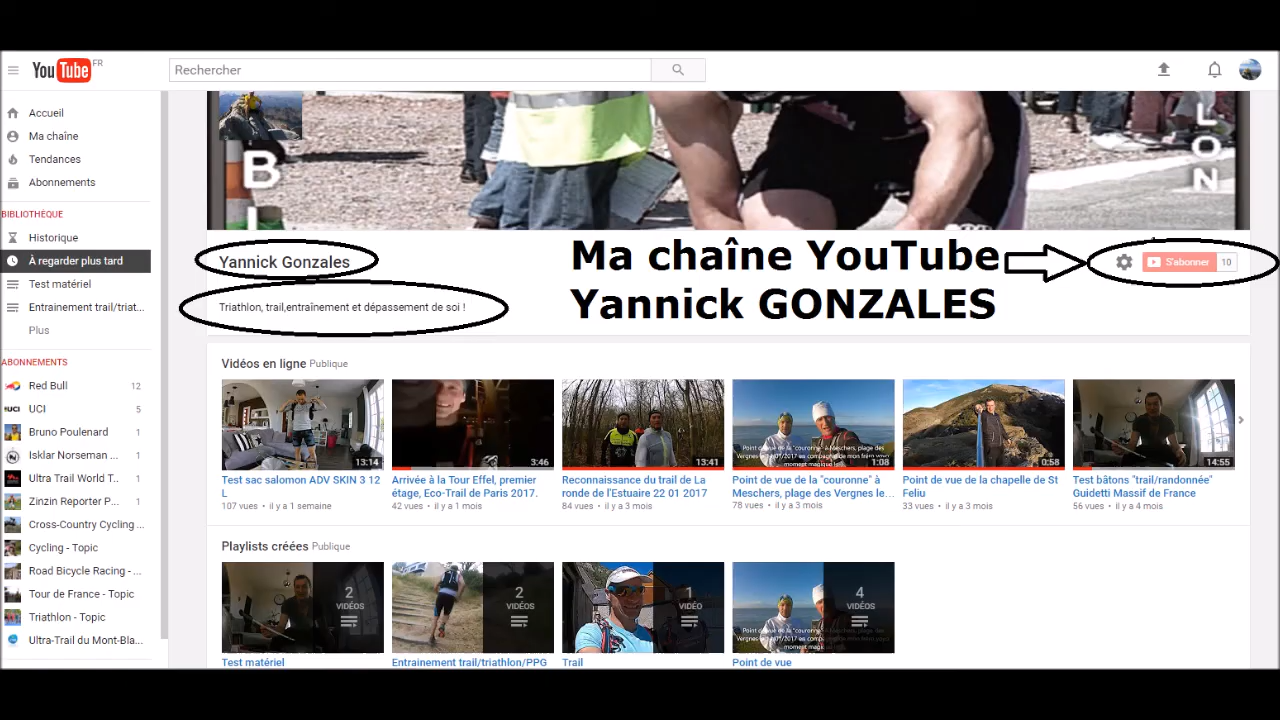 YouTube FR
Rechercher
Accueil
Ma chaîne
Tendances
Abonnements
BIBLIOTHÈQUE
Historique
À regarder plus tard
Test matériel
Entrainement trail/triat...
Plus
ABONNEMENTS
Red Bull 12
UCI 5
Bruno Poulenard 1
Iskland - Deman ... 1
Ultra Trail World T.. 1
Zinzin Reporter P... 1
Cross-Country Cycling ...
Cycling - Topic
Road Bicycle Racing - ...
Tour de France - Topic
Triathlon - Topic
UltraTrail du Mont-Bla...
B
L
O
N
Yannick Gonzales
Triathlon, trail,entraînement et dépassement de soi !
Ma chaîne YouTube
Yannick GONZALES
S'abonner 10
Vidéos en ligne Publique
13:14
Test sac salomon ADV SKIN 3 12
L
107 vues • il y a 1 semaine
3:46
Arrivée à la Tour Effel, premier
étage, Eco-Trail de Paris 2017.
42 vues • il y a 1 mois
13:41
Reconnaissance du trail de La
ronde de l'Estuaire 22 01 2017
84 vues • il y a 3 mois
1:08
Point de vue de la "couronne" à
Meschers, plage des Vergnes le...
78 vues • il y a 3 mois
0:58
Point de vue de la chapelle de St
Feliu
33 vues • il y a 3 mois
14:55
Test bâtons "trail/randonnée"
Guidetti Massif de France
56 vues • il y a 4 mois
Playlists créées Publique
2
VIDÉOS
Test matériel
2
VIDÉOS
Entrainement trail/triathlon/PPG
1
VIDÉO
Trail
4
VIDÉOS
Point de vue